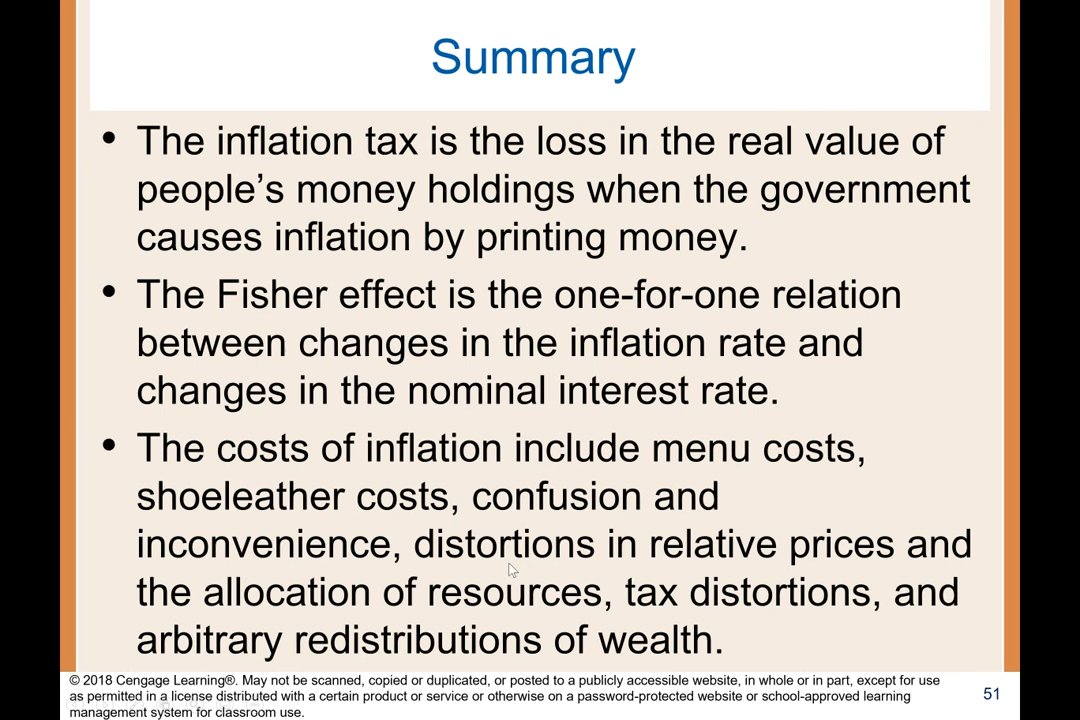 Summary
• The inflation tax is the loss in the real value of
people’s money holdings when the government
causes inflation by printing money.
• The Fisher effect is the one-for-one relation
between changes in the inflation rate and
changes in the nominal interest rate.
• The costs of inflation include menu costs,
shoeleather costs, confusion and
inconvenience, distortions in relative prices and
the allocation of resources, tax distortions, and
arbitrary redistributions of wealth.
© 2018 Cengage Learning®. May not be scanned, copied or duplicated, or posted to a publicly accessible website, in whole or in part, except for use
as permitted in a license distributed with a certain product or service or otherwise on a password-protected website or school-approved learning
management system for classroom use.
51